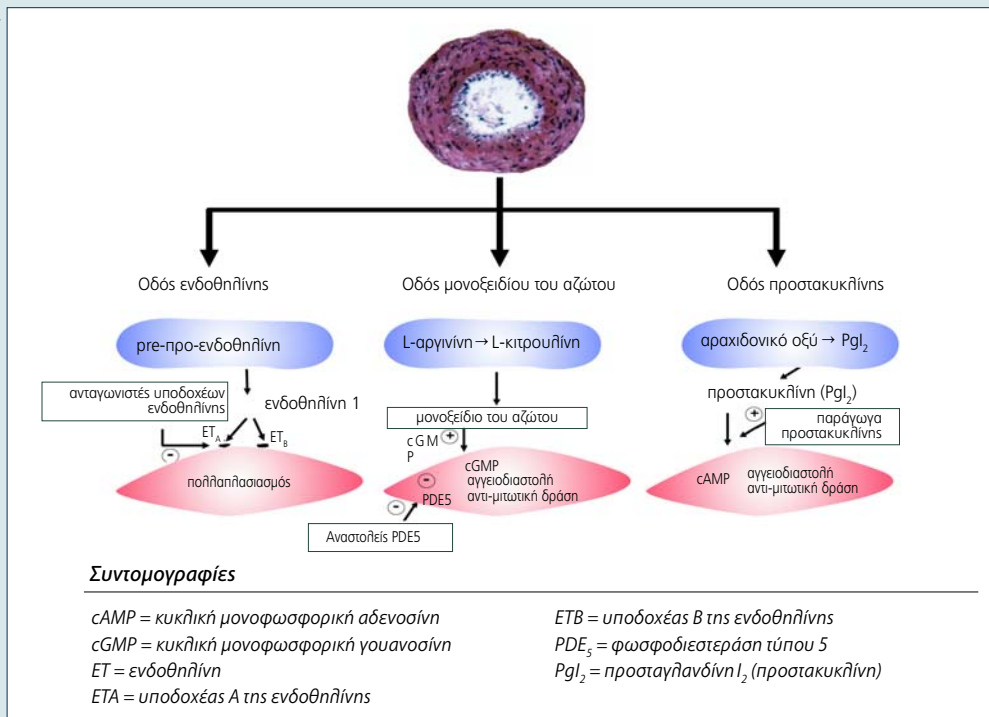 Οδός ενδοθηλίνης
Οδός μονοξειδίου του αζώτου
Οδός προστακυκλίνης
pre-προ-ενδοθηλίνη
L-αργινίνη → L-κιτρουλίνη
αραχιδονικό οξύ → PgI₂
ανταγωνιστές υποδοχέων
ενδοθηλίνης
ενδοθηλίνη 1
ET_A
ET_B
−
πολλαπλασιασμός
μονοξείδιο του αζώτου
cGM
P
+
cGMP
αγγειοδιαστολή
αντι-μιτωτική δράση
−
PDE5
−
Αναστολείς PDE5
προστακυκλίνη (PgI₂)
+
παράγωγα
προστακυκλίνης
cAMP
αγγειοδιαστολή
αντι-μιτωτική δράση
Συντομογραφίες
cAMP = κυκλική μονοφωσφορική αδενοσίνη
cGMP = κυκλική μονοφωσφορική γουανοσίνη
ET = ενδοθηλίνη
ETA = υποδοχέας Α της ενδοθηλίνης
ETB = υποδοχέας Β της ενδοθηλίνης
PDE₅ = φωσφοδιεστεράση τύπου 5
PgI₂ = προσταγλανδίνη I₂ (προστακυκλίνη)